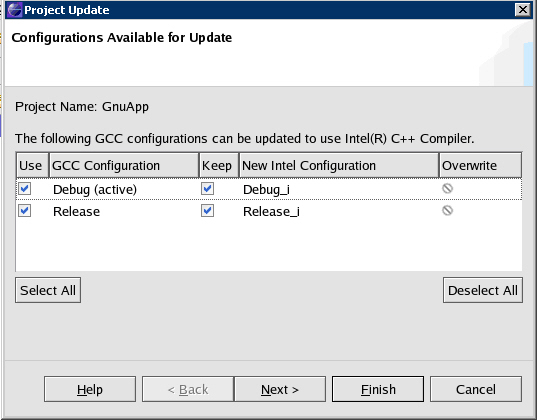 Project Update
Configurations Available for Update
Project Name: GnuApp
The following GCC configurations can be updated to use Intel(R) C++ Compiler.
Use GCC Configuration Keep New Intel Configuration Overwrite
Debug (active) Debug_i
Release Release_i
Select All Deselect All
Help < Back Next > Finish Cancel